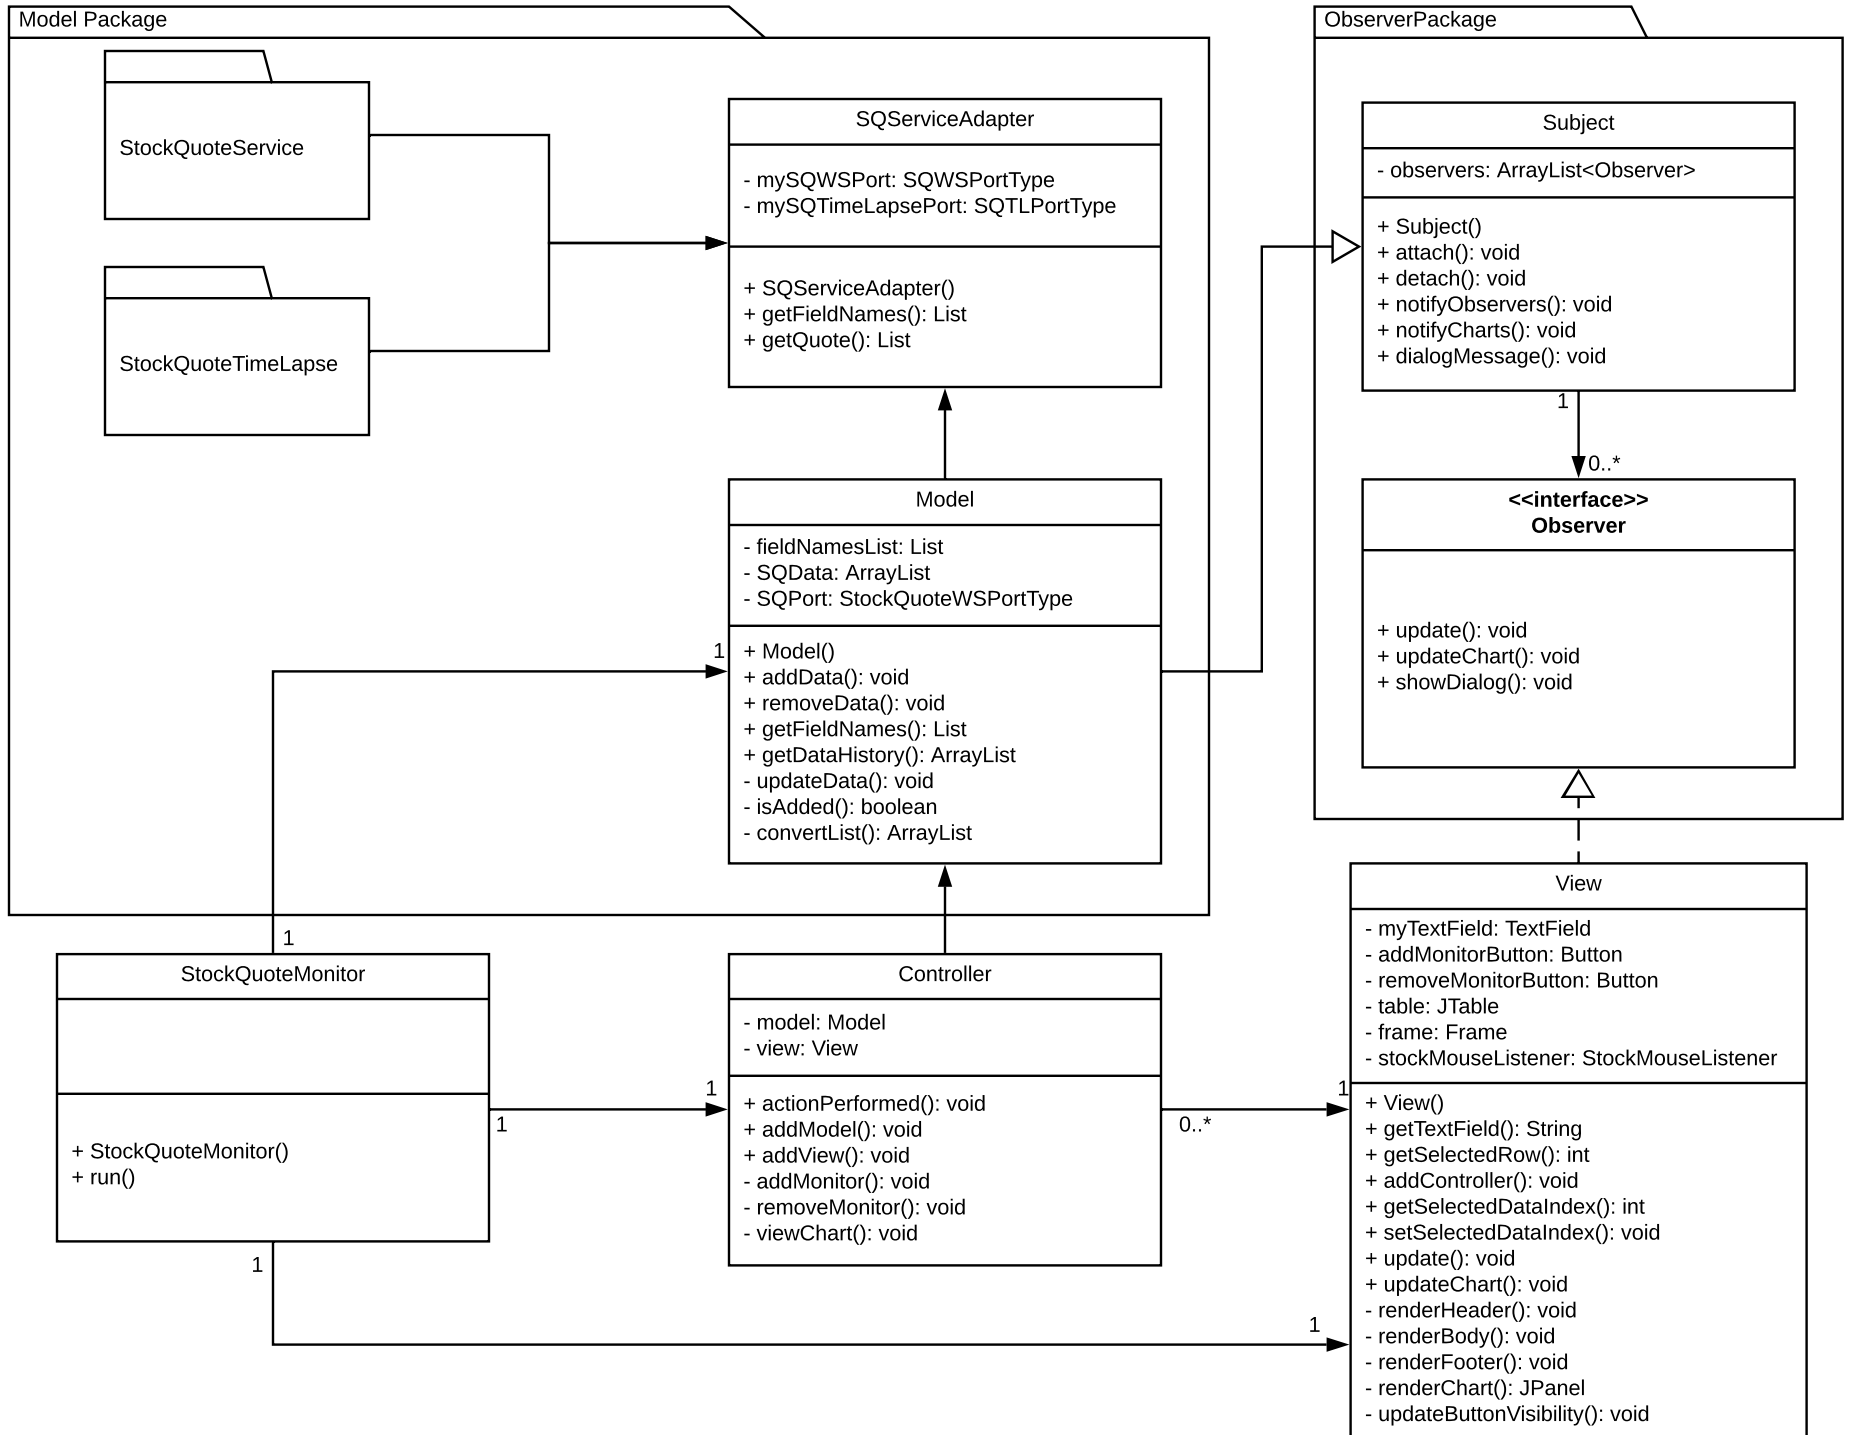 Model Package
StockQuoteService
StockQuoteTimeLapse
SQServiceAdapter
- mySQWSPort: SQWSPortType
- mySQTimeLapsePort: SQTLPortType
+ SQServiceAdapter()
+ getFieldNames(): List
+ getQuote(): List
Model
- fieldNamesList: List
- SQData: ArrayList
- SQPort: StockQuoteWSPortType
1
+ Model()
+ addData(): void
+ removeData(): void
+ getFieldNames(): List
+ getDataHistory(): ArrayList
- updateData(): void
- isAdded(): boolean
- convertList(): ArrayList
ObserverPackage
Subject
- observers: ArrayList<Observer>
+ Subject()
+ attach(): void
+ detach(): void
+ notifyObservers(): void
+ notifyCharts(): void
+ dialogMessage(): void
1
0..*
<<interface>>
Observer
+ update(): void
+ updateChart(): void
+ showDialog(): void
1
StockQuoteMonitor
+ StockQuoteMonitor()
+ run()
1
1
1
Controller
- model: Model
- view: View
+ actionPerformed(): void
+ addModel(): void
+ addView(): void
- addMonitor(): void
- removeMonitor(): void
- viewChart(): void
0..*
1
1
View
- myTextField: TextField
- addMonitorButton: Button
- removeMonitorButton: Button
- table: JTable
- frame: Frame
- stockMouseListener: StockMouseListener
+ View()
+ getTextField(): String
+ getSelectedRow(): int
+ addController(): void
+ getSelectedDataIndex(): int
+ setSelectedDataIndex(): void
+ update(): void
+ updateChart(): void
- renderHeader(): void
- renderBody(): void
- renderFooter(): void
- renderChart(): JPanel
- updateButtonVisibility(): void